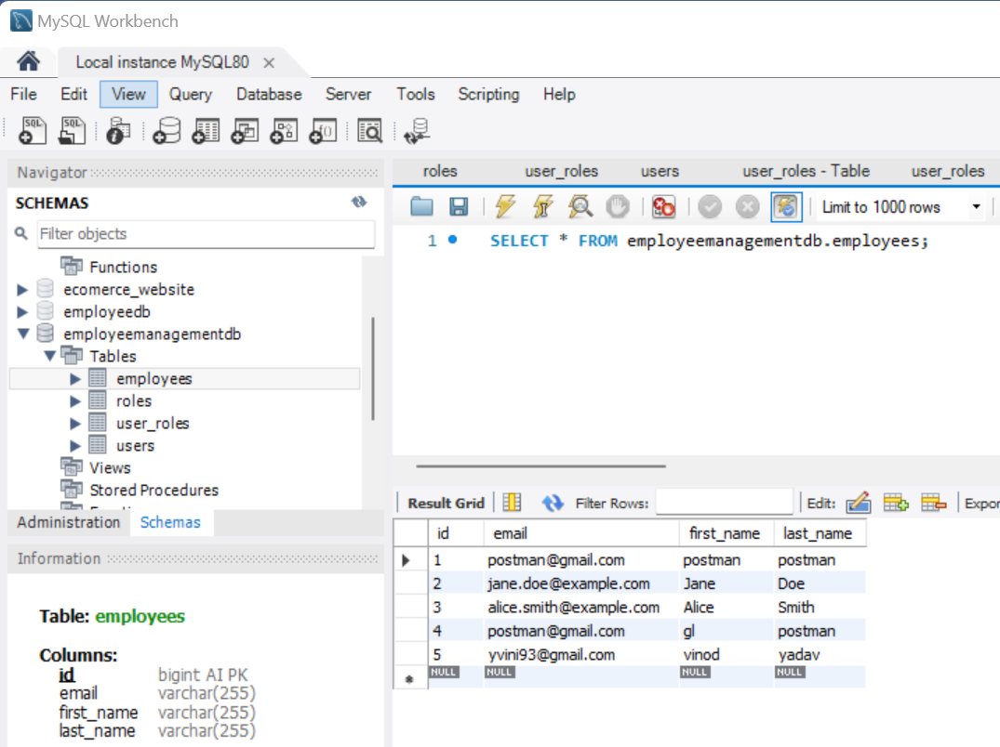 MySQL Workbench
Local instance MySQL80
File Edit View Query Database Server Tools Scripting Help
SQL SQL f()
Navigator
SCHEMAS
Filter objects
Functions
ecomerce_website
employeedb
employeemanagementdb
Tables
employees
roles
user_roles
users
Views
Stored Procedures
Administration Schemas
Information
Table: employees
Columns:
id bigint AI PK
email varchar(255)
first_name varchar(255)
last_name varchar(255)
roles user_roles users user_roles - Table user_roles
Limit to 1000 rows
1 SELECT * FROM employeemanagementdb.employees;
Result Grid Filter Rows: Edit: Expor
id email first_name last_name
1 postman@gmail.com postman postman
2 jane.doe@example.com Jane Doe
3 alice.smith@example.com Alice Smith
4 postman@gmail.com gl postman
5 yvini93@gmail.com vinod yadav
NULL NULL NULL NULL